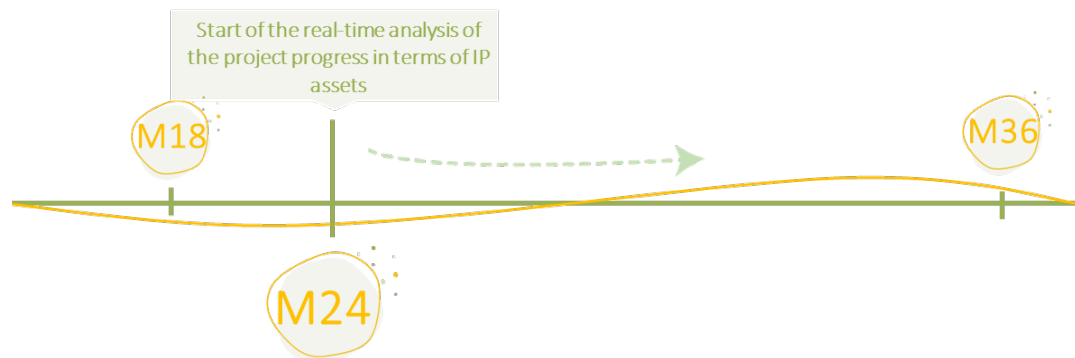 Start of the real-time analysis of
the project progress in terms of IP
assets
M18
M36
M24